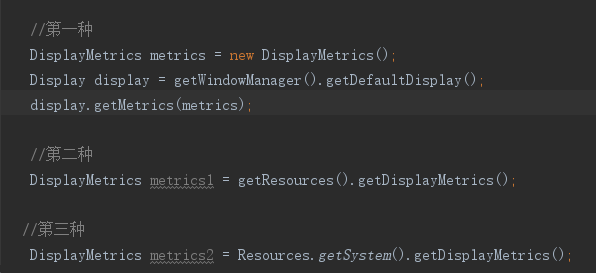 //第一种
DisplayMetrics metrics = new DisplayMetrics();
Display display = getWindowManager().getDefaultDisplay();
display.getMetrics(metrics);
//第二种
DisplayMetrics metrics1 = getResources().getDisplayMetrics();
//第三种
DisplayMetrics metrics2 = Resources.getSystem().getDisplayMetrics();